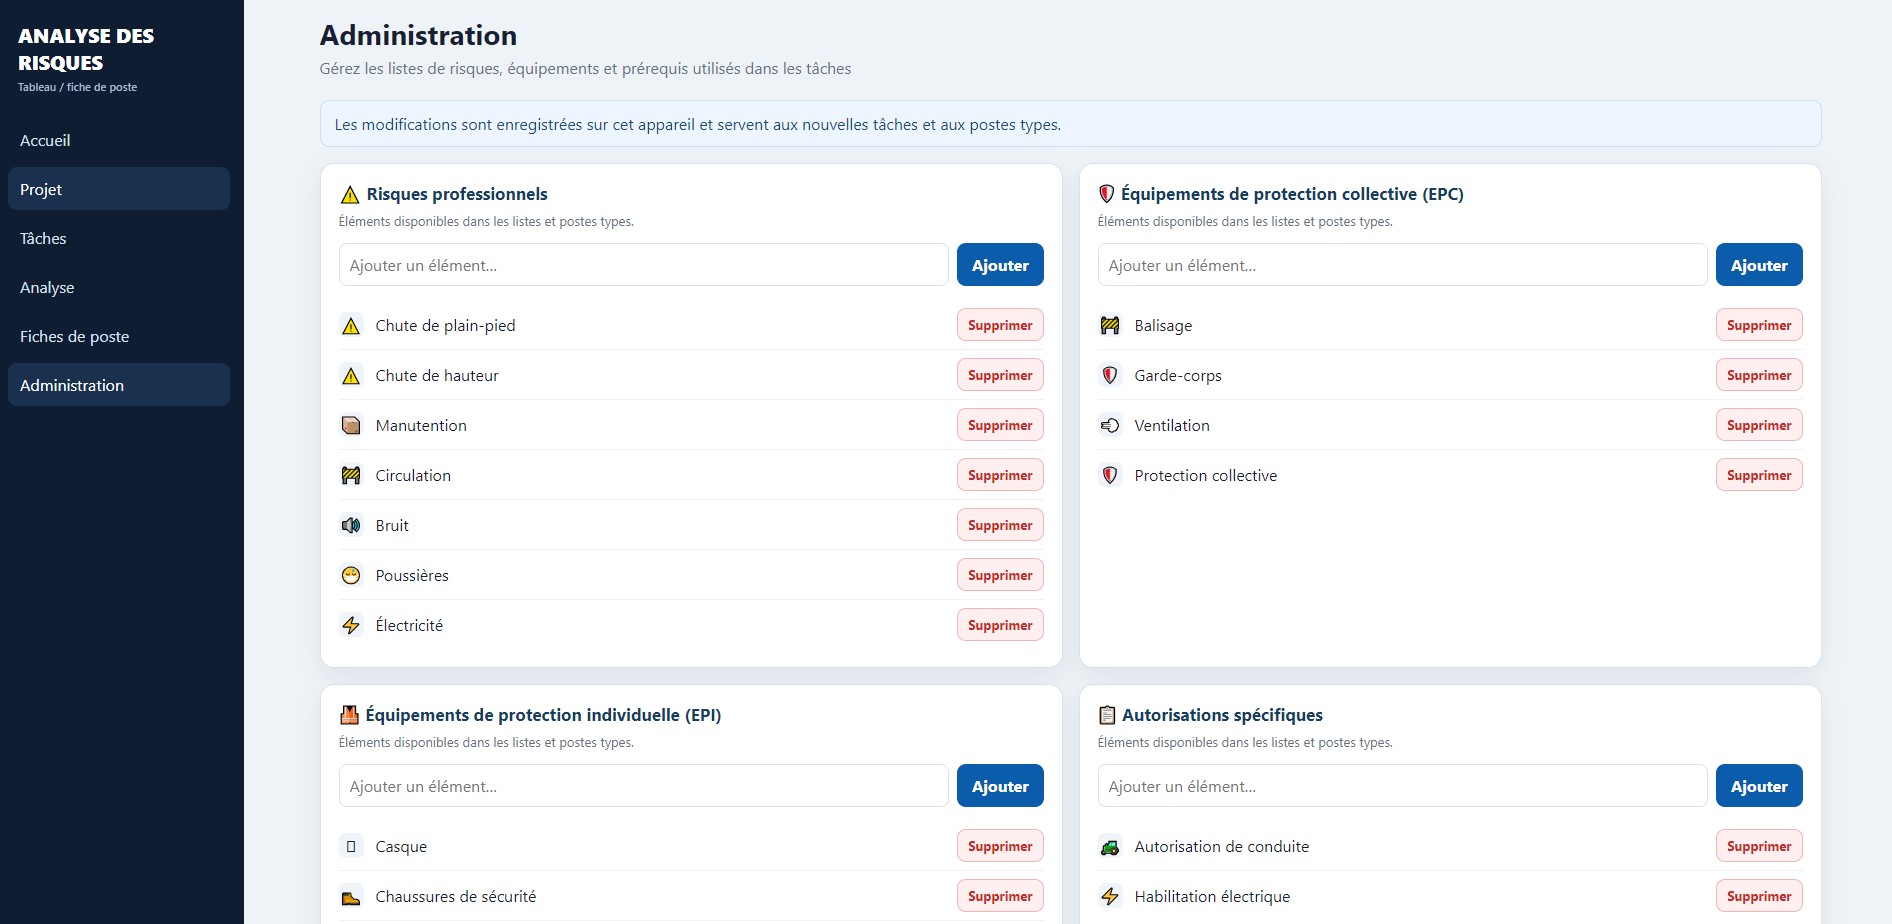 ANALYSE DES
RISQUES
Tableau / fiche de poste
Accueil
Projet
Tâches
Analyse
Fiches de poste
Administration
Administration
Gérez les listes de risques, équipements et prérequis utilisés dans les tâches
Les modifications sont enregistrées sur cet appareil et servent aux nouvelles tâches et aux postes types.
Risques professionnels
Éléments disponibles dans les listes et postes types.
Ajouter un élément...
Ajouter
Chute de plain-pied
Supprimer
Chute de hauteur
Supprimer
Manutention
Supprimer
Circulation
Supprimer
Bruit
Supprimer
Poussières
Supprimer
Électricité
Supprimer
Équipements de protection collective (EPC)
Éléments disponibles dans les listes et postes types.
Ajouter un élément...
Ajouter
Balisage
Supprimer
Garde-corps
Supprimer
Ventilation
Supprimer
Protection collective
Supprimer
Équipements de protection individuelle (EPI)
Éléments disponibles dans les listes et postes types.
Ajouter un élément...
Ajouter
Casque
Supprimer
Chaussures de sécurité
Supprimer
Autorisations spécifiques
Éléments disponibles dans les listes et postes types.
Ajouter un élément...
Ajouter
Autorisation de conduite
Supprimer
Habilitation électrique
Supprimer